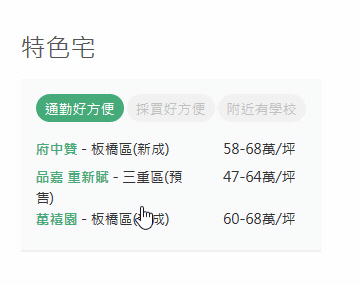 特色宅
通勤好方便 採買好方便 附近有學校
府中贊 - 板橋區(新成) 58-68萬/坪
品嘉 重新賦 - 三重區(預 47-64萬/坪
售)
萬禧園 - 板橋區( 成) 60-68萬/坪